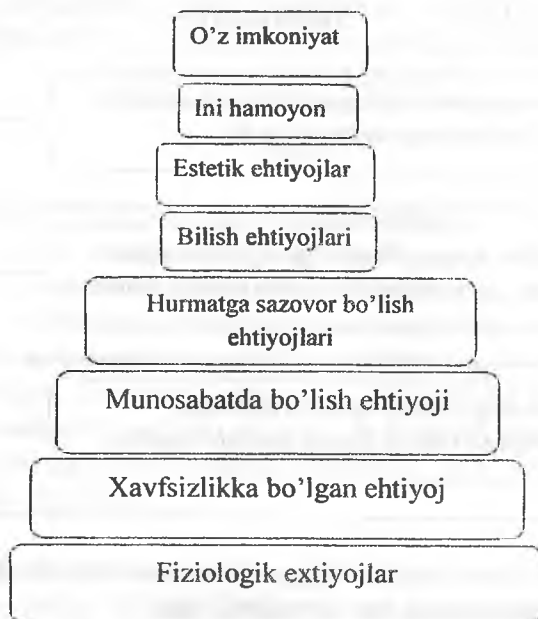 O'z imkoniyat
Ini hamoyon
Estetik ehtiyojlar
Bilish ehtiyojlari
Hurmatga sazovor bo'lish
ehtiyojlari
Munosabatda bo'lish ehtiyoji
Xavfsizlikka bo'lgan ehtiyoj
Fiziologik extiyojlar